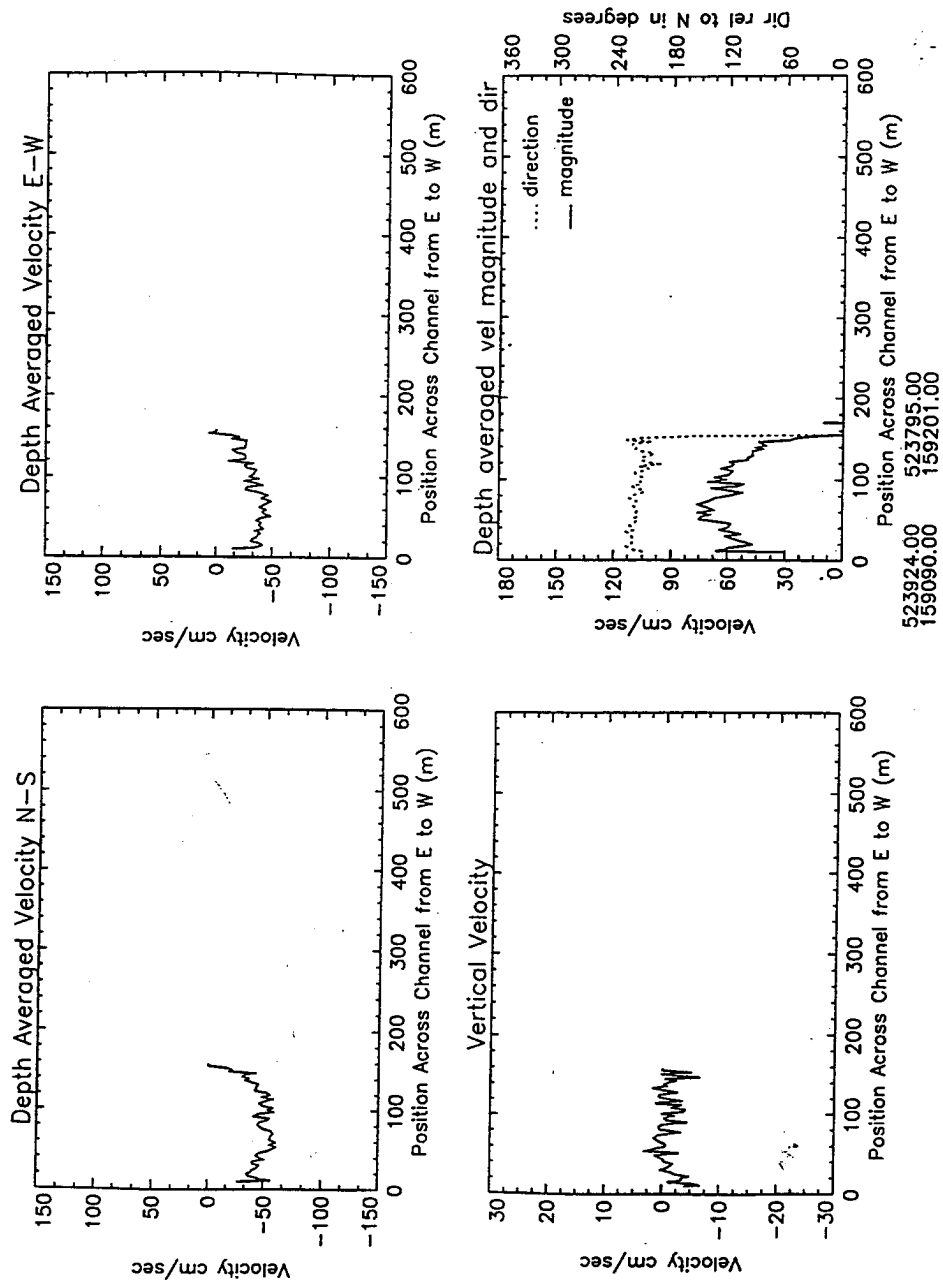 Depth Averaged Velocity N-S
150
100
50
0
-50
-100
-150
Velocity cm/sec
0 100 200 300 400 500 600
Position Across Channel from E to W (m)
Depth Averaged Velocity E-W
150
100
50
0
-50
-100
-150
Velocity cm/sec
0 100 200 300 400 500 600
Position Across Channel from E to W (m)
Vertical Velocity
30
20
10
0
-10
-20
-30
Velocity cm/sec
0 100 200 300 400 500 600
Position Across Channel from E to W (m)
Depth averaged vel magnitude and dir
180
150
120
90
60
30
0
Velocity cm/sec
direction
magnitude
360
300
240
180
120
60
0
Dir rel to N in degrees
0 100 200 300 400 500 600
Position Across Channel from E to W (m)
523924.00 523795.00
159090.00 159201.00